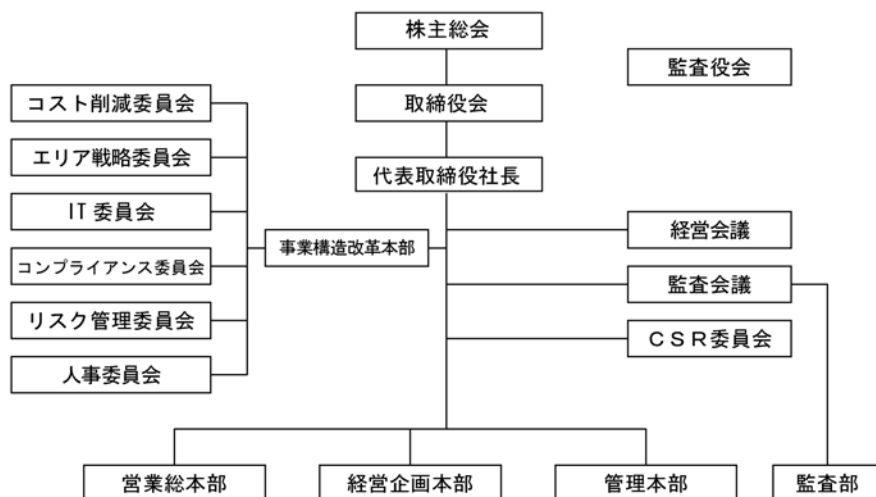 株主総会
監査役会
取締役会
コスト削減委員会
エリア戦略委員会
代表取締役社長
IT 委員会
経営会議
事業構造改革本部
コンプライアンス委員会
監査会議
リスク管理委員会
ＣＳＲ委員会
人事委員会
営業総本部
経営企画本部
管理本部
監査部